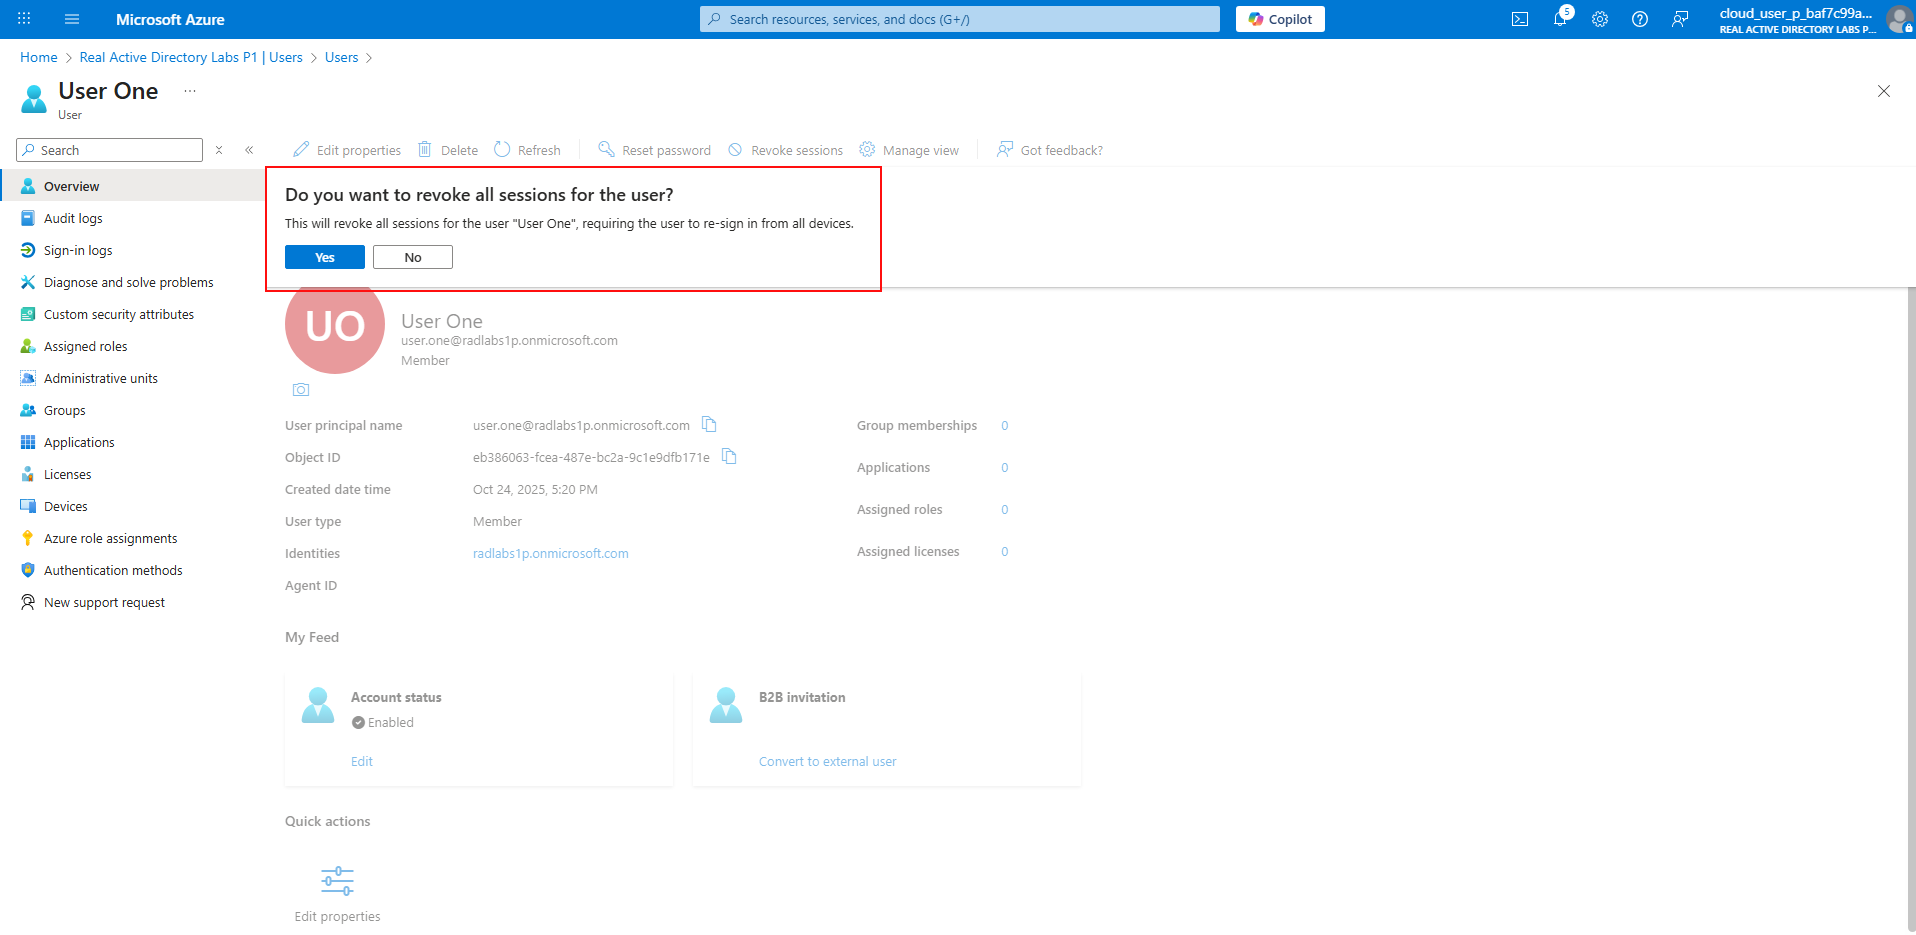 Microsoft Azure
Search resources, services, and docs (G+/)
Copilot
5
cloud_user_p_baf7c99a...
REAL ACTIVE DIRECTORY LABS P...
Home > Real Active Directory Labs P1 | Users > Users >
User One ...
User
Search
Edit properties Delete Refresh Reset password Revoke sessions Manage view Got feedback?
Overview
Audit logs
Sign-in logs
Diagnose and solve problems
Custom security attributes
Assigned roles
Administrative units
Groups
Applications
Licenses
Devices
Azure role assignments
Authentication methods
New support request
Do you want to revoke all sessions for the user?
This will revoke all sessions for the user "User One", requiring the user to re-sign in from all devices.
Yes No
UO
User One
user.one@radlabs1p.onmicrosoft.com
Member
User principal name user.one@radlabs1p.onmicrosoft.com
Object ID eb386063-fcea-487e-bc2a-9c1e9dfb171e
Created date time Oct 24, 2025, 5:20 PM
User type Member
Identities radlabs1p.onmicrosoft.com
Agent ID
Group memberships 0
Applications 0
Assigned roles 0
Assigned licenses 0
My Feed
Account status
Enabled
Edit
B2B invitation
Convert to external user
Quick actions
Edit properties